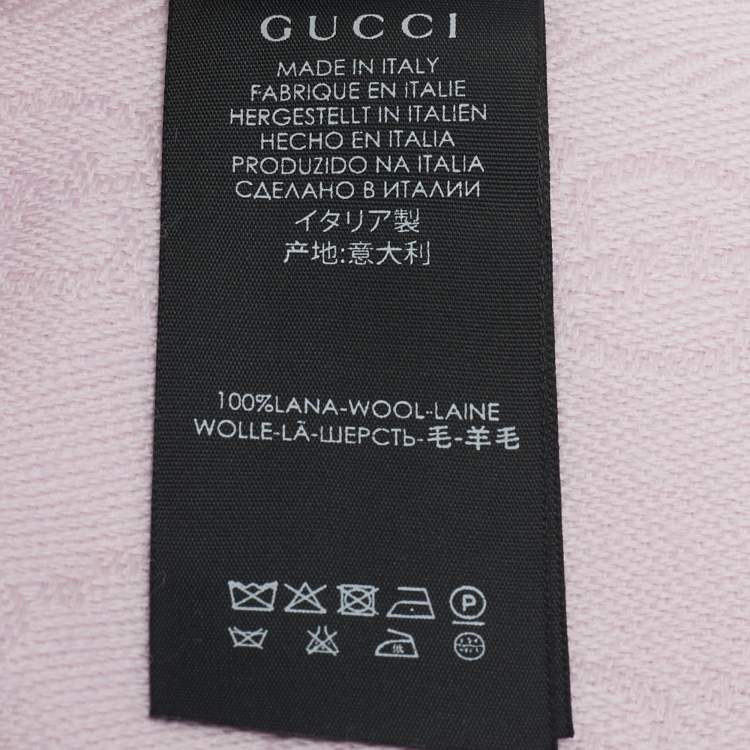 GUCCI
MADE IN ITALY
FABRIQUE EN ITALIE
HERGESTELLT IN ITALIEN
HECHO EN ITALIA
PRODUZIDO NA ITALIA
СДЕЛАНО В ИТАЛИИ
イタリア製
产地:意大利
100%LANA-WOOL-LAINE
WOLLE-LÃ-ШЕРСТЬ-毛-羊毛
P
低